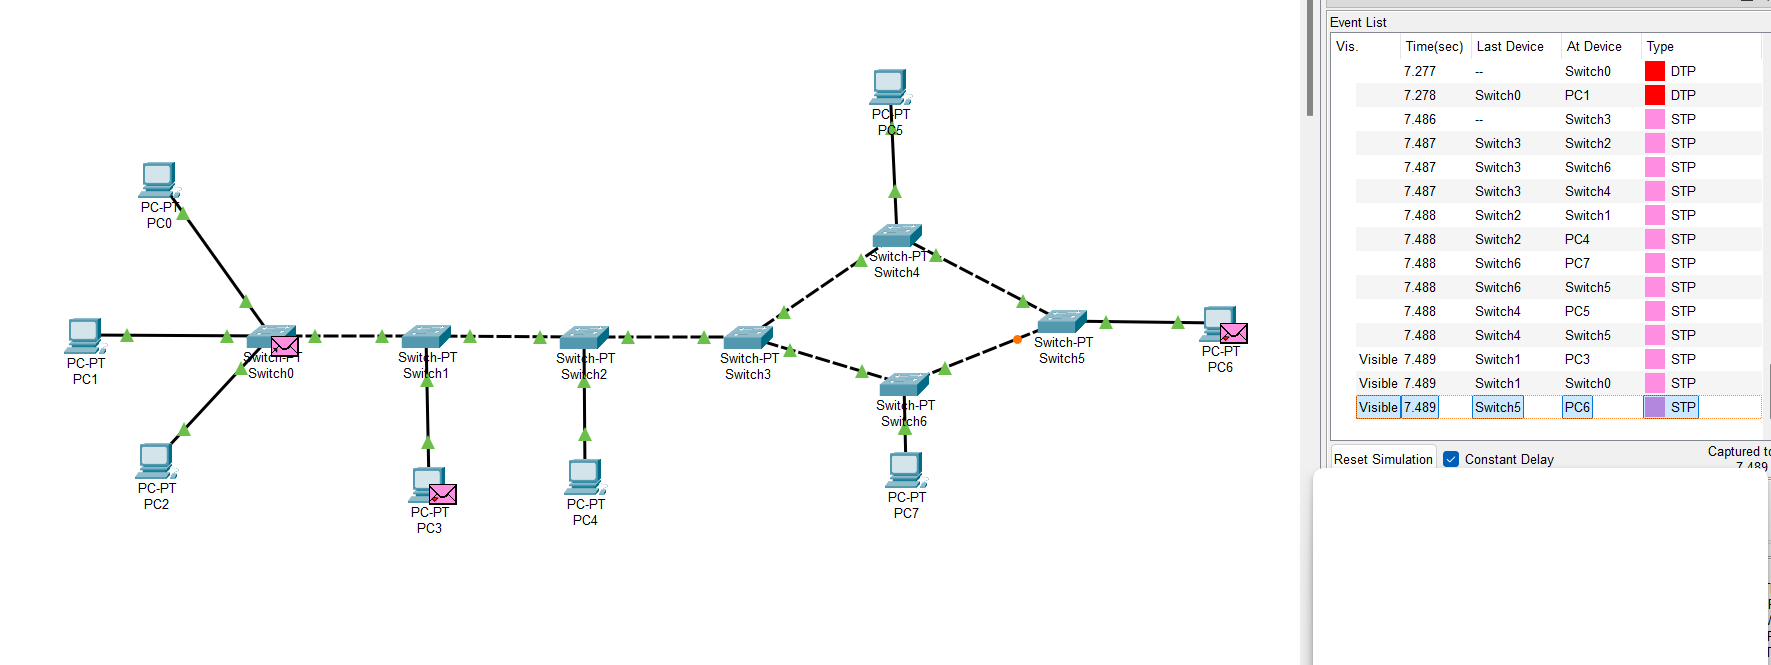 PC-PT
PC5
PC-PT
PC0
Switch-PT
Switch4
PC-PT
PC1
Switch-PT
Switch0
Switch-PT
Switch1
Switch-PT
Switch2
Switch-PT
Switch3
Switch-PT
Switch5
PC-PT
PC6
Switch-PT
Switch6
PC-PT
PC2
PC-PT
PC3
PC-PT
PC4
PC-PT
PC7
Event List
Vis. Time(sec) Last Device At Device Type
7.277 -- Switch0 DTP
7.278 Switch0 PC1 DTP
7.486 -- Switch3 STP
7.487 Switch3 Switch2 STP
7.487 Switch3 Switch6 STP
7.487 Switch3 Switch4 STP
7.488 Switch2 Switch1 STP
7.488 Switch2 PC4 STP
7.488 Switch6 PC7 STP
7.488 Switch6 Switch5 STP
7.488 Switch4 PC5 STP
7.488 Switch4 Switch5 STP
Visible 7.489 Switch1 PC3 STP
Visible 7.489 Switch1 Switch0 STP
Visible 7.489 Switch5 PC6 STP
Reset Simulation Constant Delay
Captured to
7.489